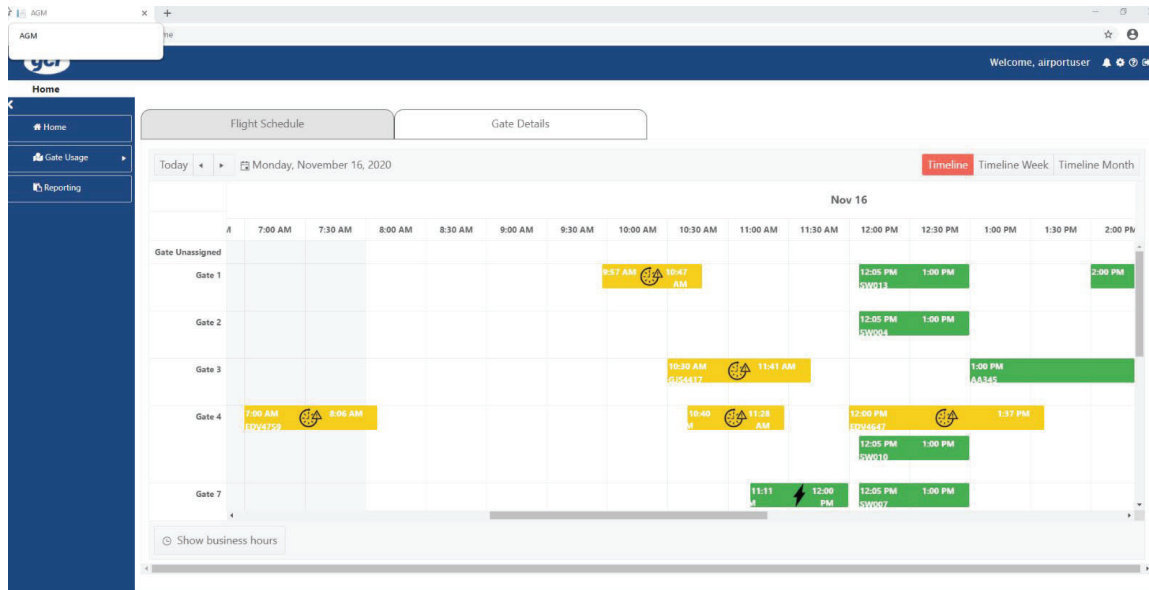 AGM
AGM
gcr
Welcome, airportuser
Home
Home
Gate Usage
Reporting
Flight Schedule
Gate Details
Today
Monday, November 16, 2020
Timeline
Timeline Week
Timeline Month
Nov 16
7:00 AM 7:30 AM 8:00 AM 8:30 AM 9:00 AM 9:30 AM 10:00 AM 10:30 AM 11:00 AM 11:30 AM 12:00 PM 12:30 PM 1:00 PM 1:30 PM 2:00 PM
Gate Unassigned
Gate 1
9:57 AM 10:47 AM
12:05 PM 1:00 PM
SW013
2:00 PM
Gate 2
12:05 PM 1:00 PM
SW004
Gate 3
10:30 AM 11:41 AM
GJS4417
1:00 PM
AA345
Gate 4
7:00 AM 8:06 AM
EDV4759
10:40 11:28 AM
12:00 PM 1:37 PM
EDV4647
12:05 PM 1:00 PM
SW010
Gate 7
11:11 12:00 PM
12:05 PM 1:00 PM
SW007
Show business hours